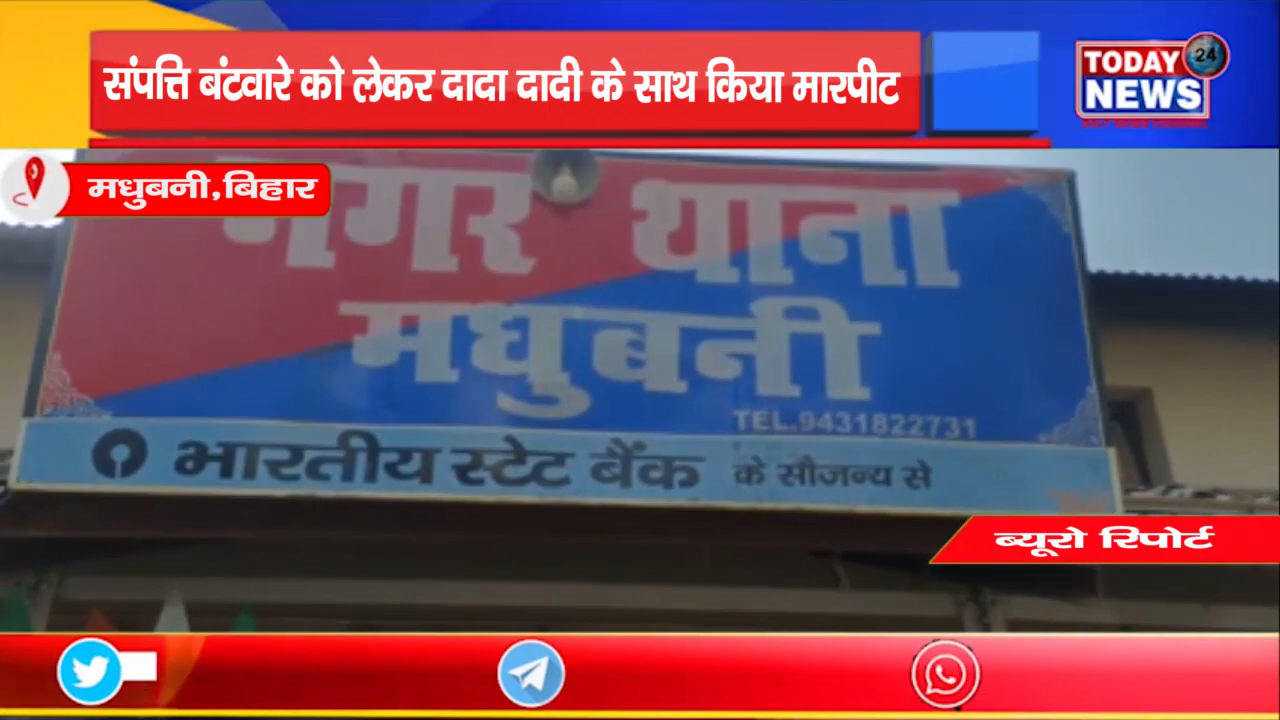 संपत्ति बंटवारे को लेकर दादा दादी के साथ किया मारपीट
TODAY
24
NEWS
मधुबनी,बिहार
नगर थाना
मधुबनी
TEL.9431822731
भारतीय स्टेट बैंक के सौजन्य से
ब्यूरो रिपोर्ट